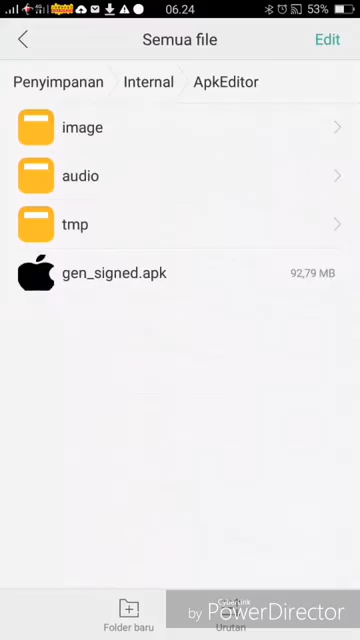 06.24
53%
Semua file
Edit
Penyimpanan
Internal
ApkEditor
image
audio
tmp
gen_signed.apk
92,79 MB
Folder baru
Urutan
CyberLink
by PowerDirector